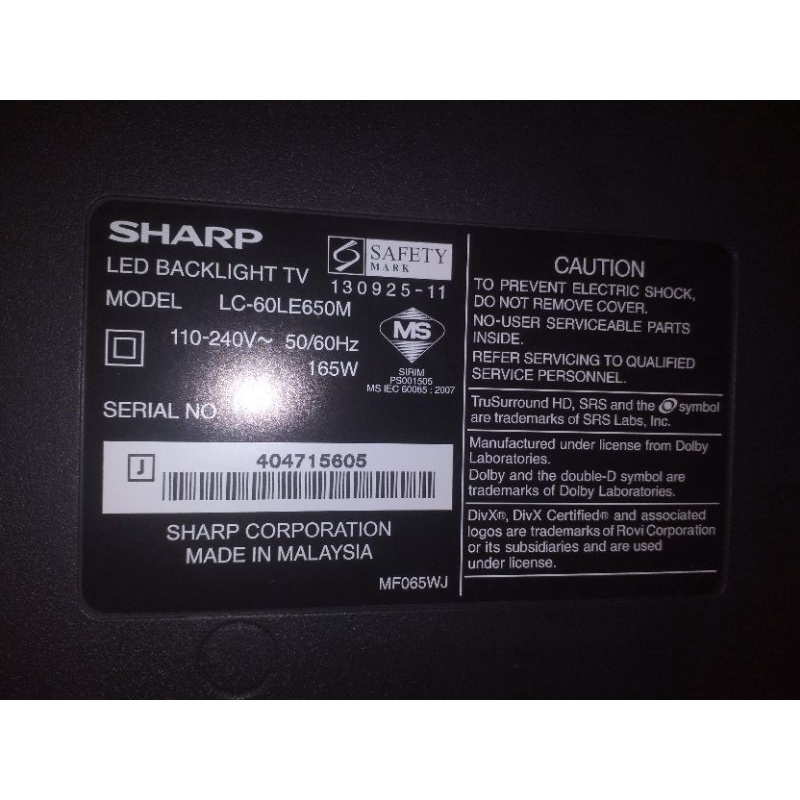 SHARP
LED BACKLIGHT TV
MODEL LC-60LE650M
SAFETY
MARK
130925-11
110-240V~ 50/60Hz
165W
MS
SIRIM
PS001505
MS IEC 60065 : 2007
SERIAL NO.
J
404715605
SHARP CORPORATION
MADE IN MALAYSIA
MF065WJ
CAUTION
TO PREVENT ELECTRIC SHOCK,
DO NOT REMOVE COVER.
NO-USER SERVICEABLE PARTS
INSIDE.
REFER SERVICING TO QUALIFIED
SERVICE PERSONNEL.
TruSurround HD, SRS and the symbol
are trademarks of SRS Labs, Inc.
Manufactured under license from Dolby
Laboratories.
Dolby and the double-D symbol are
trademarks of Dolby Laboratories.
DivX®, DivX Certified® and associated
logos are trademarks of Rovi Corporation
or its subsidiaries and are used
under license.